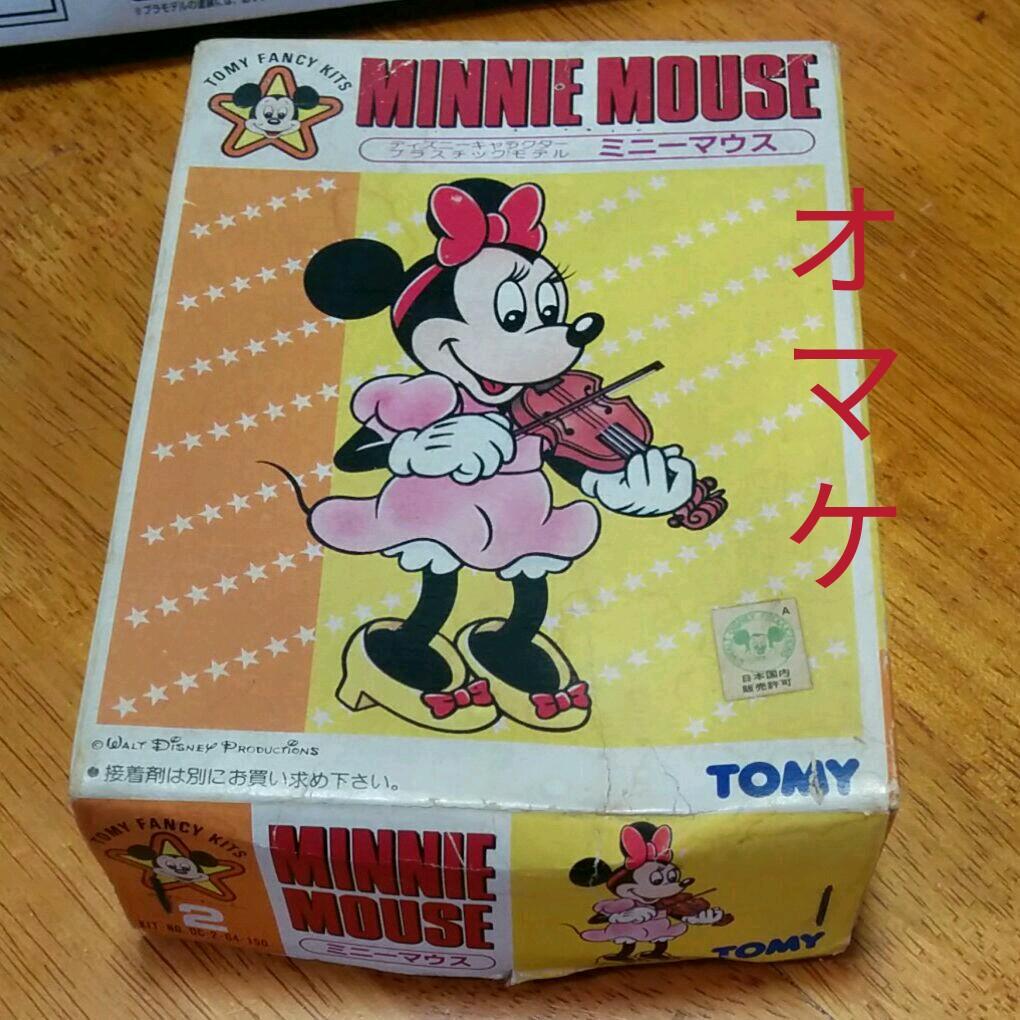 TOMY FANCY KITS
MINNIE MOUSE
ディズニーキャラクター
プラスチックモデル
ミニーマウス
オマケ
A
日本国内
販売許可
© WALT DISNEY PRODUCTIONS
●接着剤は別にお買い求め下さい。
TOMY
TOMY FANCY KITS
2
MINNIE
MOUSE
ミニーマウス
TOMY